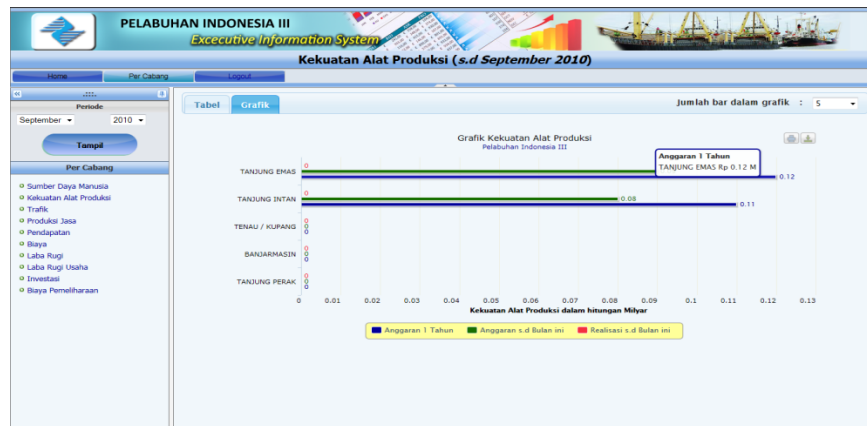 PELABUHAN INDONESIA III
Excecutive Information System
Kekuatan Alat Produksi (s.d September 2010)
Home Per Cabang Logout
Periode
September 2010
Tampil
Per Cabang
Sumber Daya Manusia
Kekuatan Alat Produksi
Trafik
Produksi Jasa
Pendapatan
Biaya
Laba Rugi
Laba Rugi Usaha
Investasi
Biaya Pemeliharaan
Tabel Grafik
Jumlah bar dalam grafik : 5
Grafik Kekuatan Alat Produksi
Pelabuhan Indonesia III
Anggaran 1 Tahun
TANJUNG EMAS Rp 0.12 M
TANJUNG EMAS
0
0.12
TANJUNG INTAN
0
0.08
0.11
TENAU / KUPANG
0
0
0
BANJARMASIN
0
0
0
TANJUNG PERAK
0
0
0
0 0.01 0.02 0.03 0.04 0.05 0.06 0.07 0.08 0.09 0.1 0.11 0.12 0.13
Kekuatan Alat Produksi dalam hitungan Milyar
Anggaran 1 Tahun Anggaran s.d Bulan ini Realisasi s.d Bulan ini